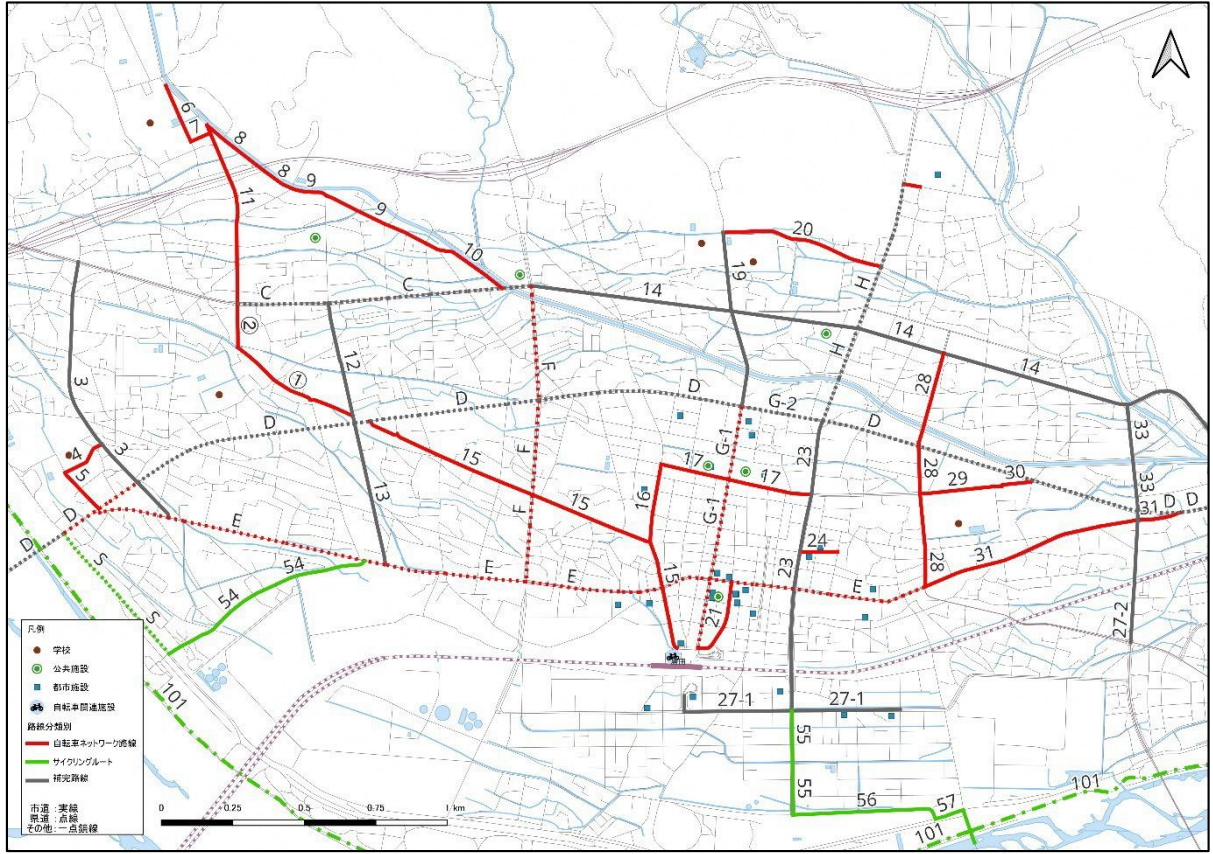 6
7
8
8
9
9
10
11
20
19
C
C
14
H
②
12
F
H
14
14
3
①
28
D
D
G-2
D
33
3
4
5
15
F
G-1
17
17
23
28
29
30
33
16
G-1
15
F
31
D
D
D
D
E
13
S
54
54
E
E
15
24
23
E
28
31
21
27-2
S
凡例
学校
公共施設
都市施設
自転車関連施設
路線分類別
自転車ネットワーク路線
サイクリングルート
補完路線
市道：実線
県道：点線
その他：一点鎖線
101
27-1
27-1
55
55
56
57
101
101
0
0.25
0.5
0.75
1 km